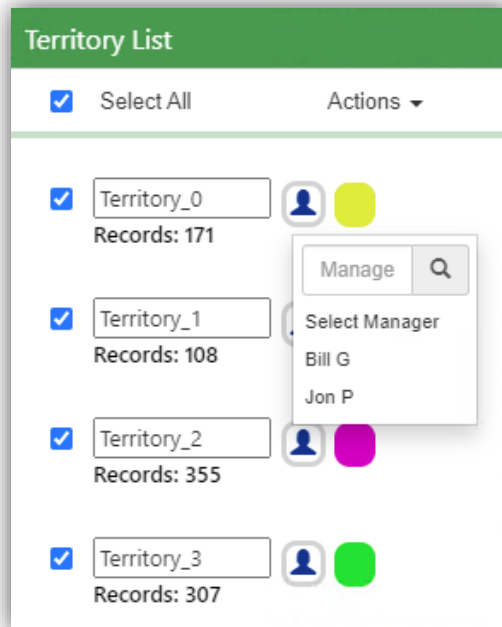 Territory List
Select All Actions
Territory_0
Records: 171
Manage
Select Manager
Bill G
Jon P
Territory_1
Records: 108
Territory_2
Records: 355
Territory_3
Records: 307